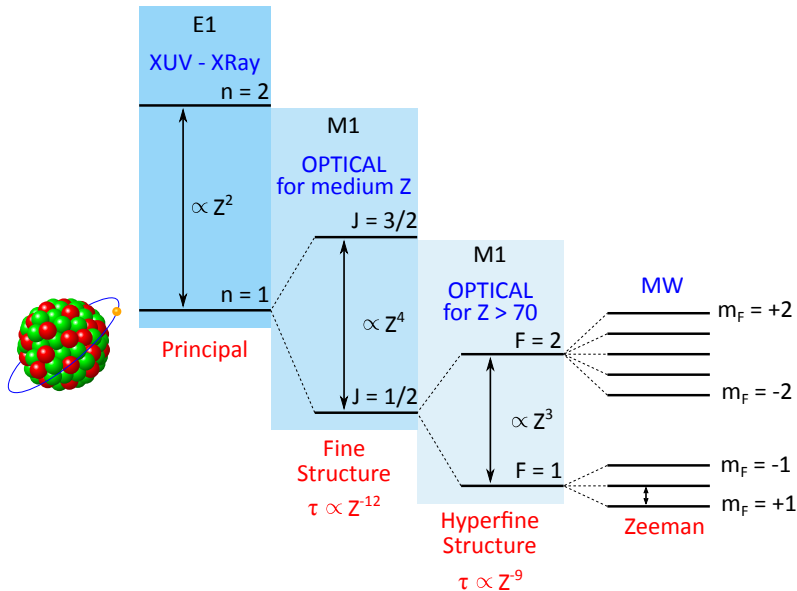 E1
XUV - XRay
n = 2
∝ Z²
n = 1
Principal
M1
OPTICAL
for medium Z
J = 3/2
∝ Z⁴
J = 1/2
Fine
Structure
τ ∝ Z⁻¹²
M1
OPTICAL
for Z > 70
F = 2
∝ Z³
F = 1
Hyperfine
Structure
τ ∝ Z⁻⁹
MW
m_F = +2
m_F = -2
m_F = -1
m_F = +1
Zeeman